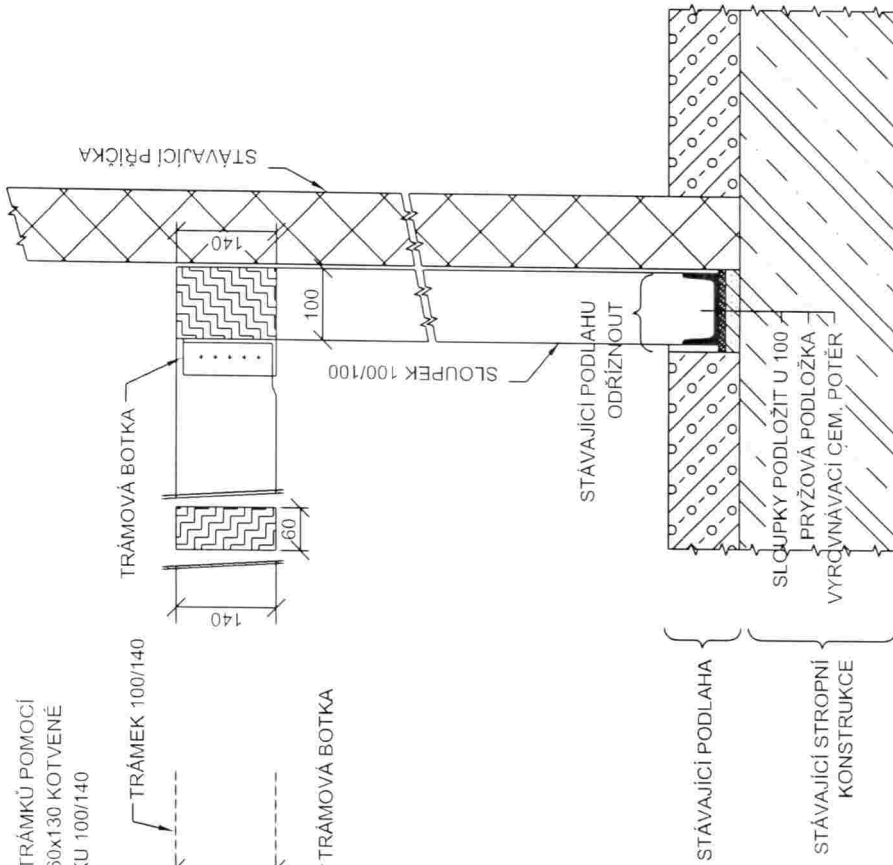 STÁVAJÍCÍ PŘÍČKA
TRÁMOVÁ BOTKA
140
100
60
140
TRÁMKŮ POMOCÍ
60x130 KOTVENÉ
KU 100/140
TRÁMEK 100/140
TRÁMOVÁ BOTKA
SLOUPEK 100/100
STÁVAJÍCÍ PODLAHU
ODŘÍZNOUT
SLOUPKY PODLOŽIT U 100
PRYŽOVÁ PODLOŽKA
VYROVNÁVACÍ CEM. POTĚR
STÁVAJÍCÍ PODLAHA
STÁVAJÍCÍ STROPNÍ
KONSTRUKCE